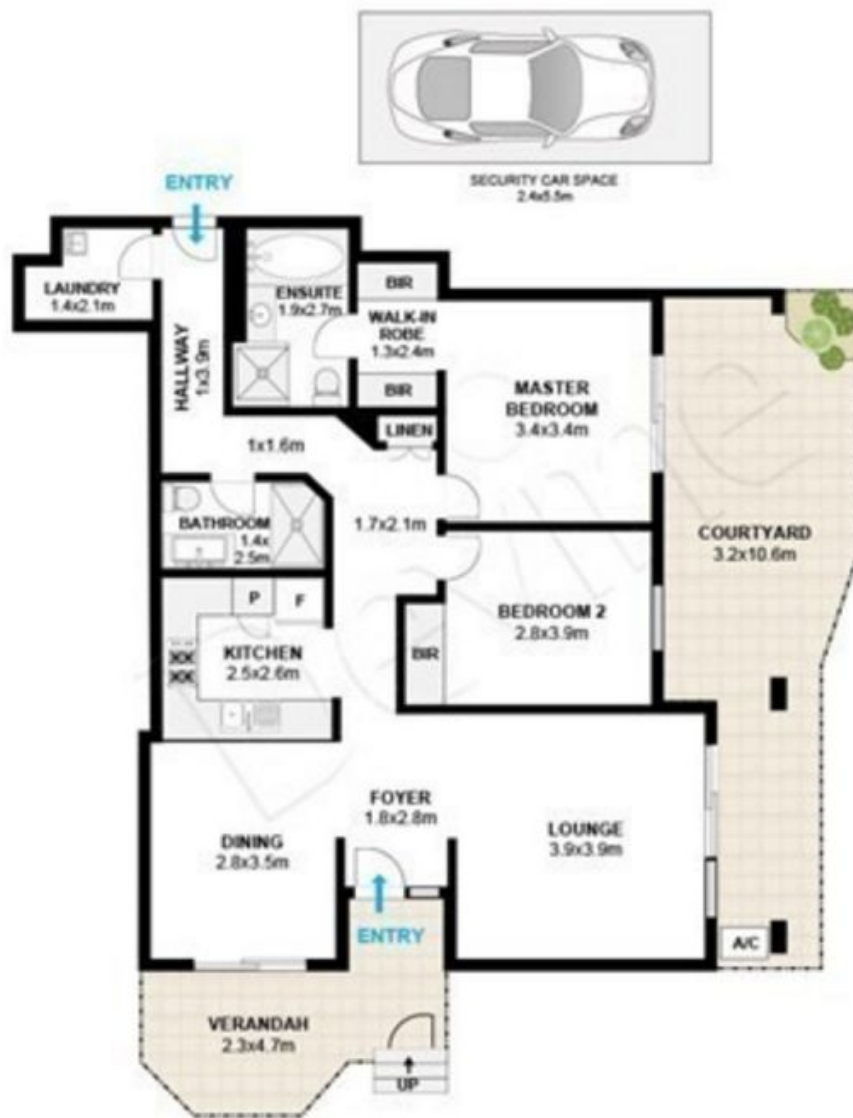 SECURITY CAR SPACE
2.4x5.5m
ENTRY
LAUNDRY
1.4x2.1m
HALLWAY
1x3.9m
ENSUITE
1.9x2.7m
BIR
WALK-IN
ROBE
1.3x2.4m
BIR
MASTER
BEDROOM
3.4x3.4m
LINEN
1x1.6m
BATHROOM
1.4x
2.5m
1.7x2.1m
COURTYARD
3.2x10.6m
P
F
KITCHEN
2.5x2.6m
BIR
BEDROOM 2
2.8x3.9m
FOYER
1.8x2.8m
DINING
2.8x3.5m
LOUNGE
3.9x3.9m
ENTRY
A/C
VERANDAH
2.3x4.7m
UP